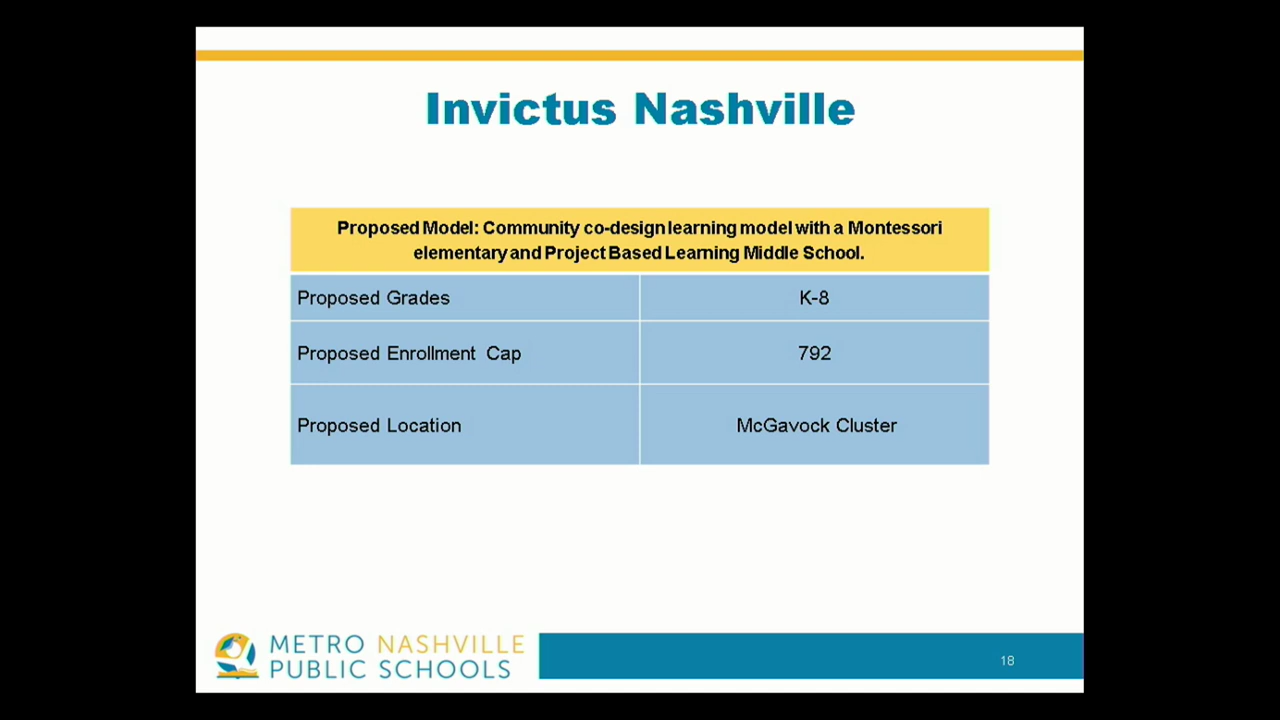 Invictus Nashville
Proposed Model: Community co-design learning model with a Montessori
elementary and Project Based Learning Middle School.
Proposed Grades K-8
Proposed Enrollment Cap 792
Proposed Location McGavock Cluster
METRO NASHVILLE
PUBLIC SCHOOLS
18